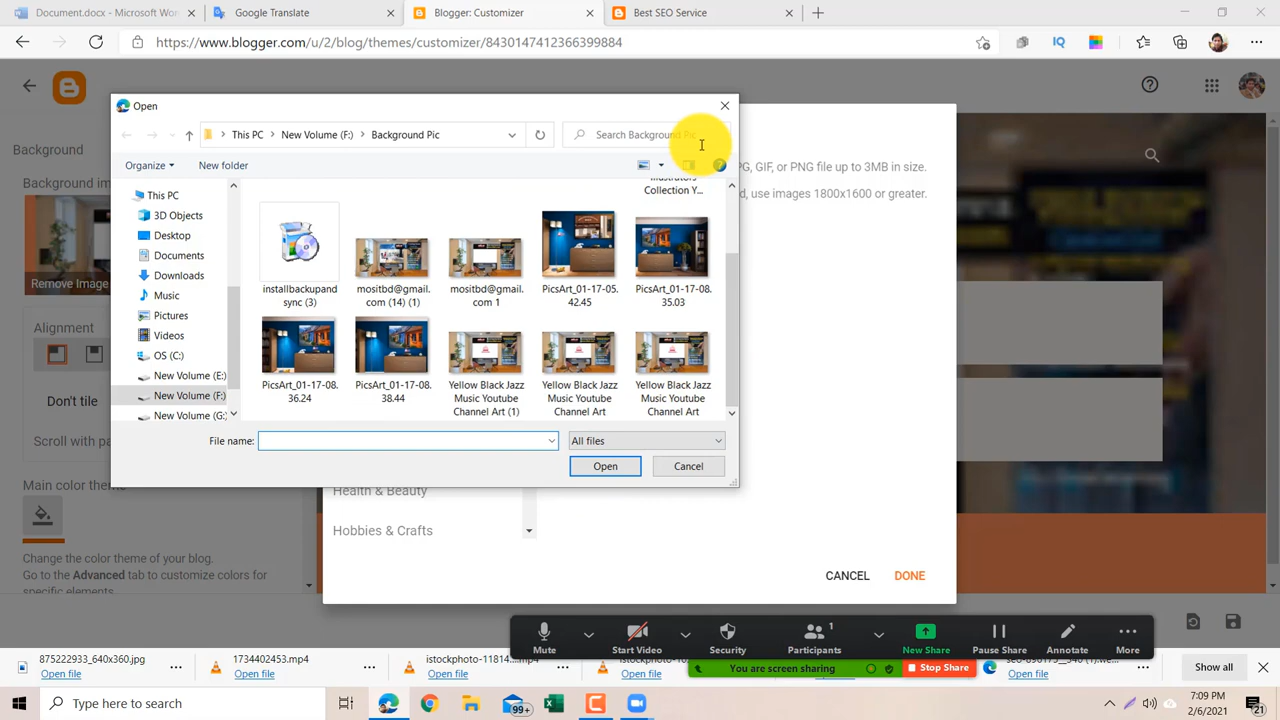 Document.docx - Microsoft Wor
Google Translate
Blogger: Customizer
Best SEO Service
https://www.blogger.com/u/2/blog/themes/customizer/8430147412366399884
IQ
Open
This PC
New Volume (F:)
Background Pic
Search Background Pic
JPG, GIF, or PNG file up to 3MB in size.
Organize
New folder
d, use images 1800x1600 or greater.
Background
Background im
Remove Image
Alignment
Don't tile
Scroll with pa
Main color theme
Change the color theme of your blog.
Go to the Advanced tab to customize colors for
specific elements.
This PC
3D Objects
Desktop
Documents
Downloads
Music
Pictures
Videos
OS (C:)
New Volume (E:)
New Volume (F:)
New Volume (G:)
Illustrators
Collection Y...
installbackupand
sync (3)
mositbd@gmail.
com (14) (1)
mositbd@gmail.
com 1
PicsArt_01-17-05.
42.45
PicsArt_01-17-08.
35.03
PicsArt_01-17-08.
36.24
PicsArt_01-17-08.
38.44
Yellow Black Jazz
Music Youtube
Channel Art (1)
Yellow Black Jazz
Music Youtube
Channel Art
Yellow Black Jazz
Music Youtube
Channel Art
File name:
All files
Open
Cancel
Health & Beauty
Hobbies & Crafts
CANCEL
DONE
Mute
Start Video
Security
1
Participants
New Share
Pause Share
Annotate
More
You are screen sharing
Stop Share
875222933_640x360.jpg
Open file
1734402453.mp4
Open file
istockphoto-11814....mp4
Open file
Open file
Open file
Show all
Type here to search
99+
7:09 PM
2/6/2021
21